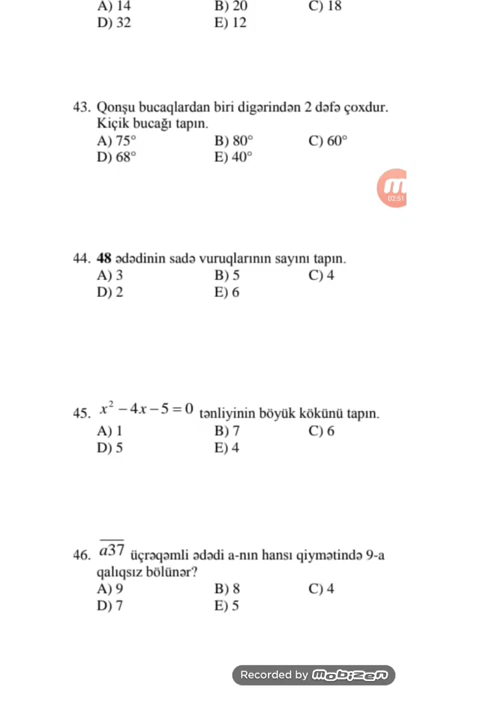 A) 14 B) 20 C) 18
D) 32 E) 12
43. Qonşu bucaqlardan biri digərindən 2 dəfə çoxdur.
Kiçik bucağı tapın.
A) 75° B) 80° C) 60°
D) 68° E) 40°
02:51
44. 48 ədədinin sadə vuruqlarının sayını tapın.
A) 3 B) 5 C) 4
D) 2 E) 6
45. x² – 4x – 5 = 0 tənliyinin böyük kökünü tapın.
A) 1 B) 7 C) 6
D) 5 E) 4
46. a͞3͞7͞ üçrəqəmli ədədi a-nın hansı qiymətində 9-a
qalıqsız bölünər?
A) 9 B) 8 C) 4
D) 7 E) 5
Recorded by mobizen